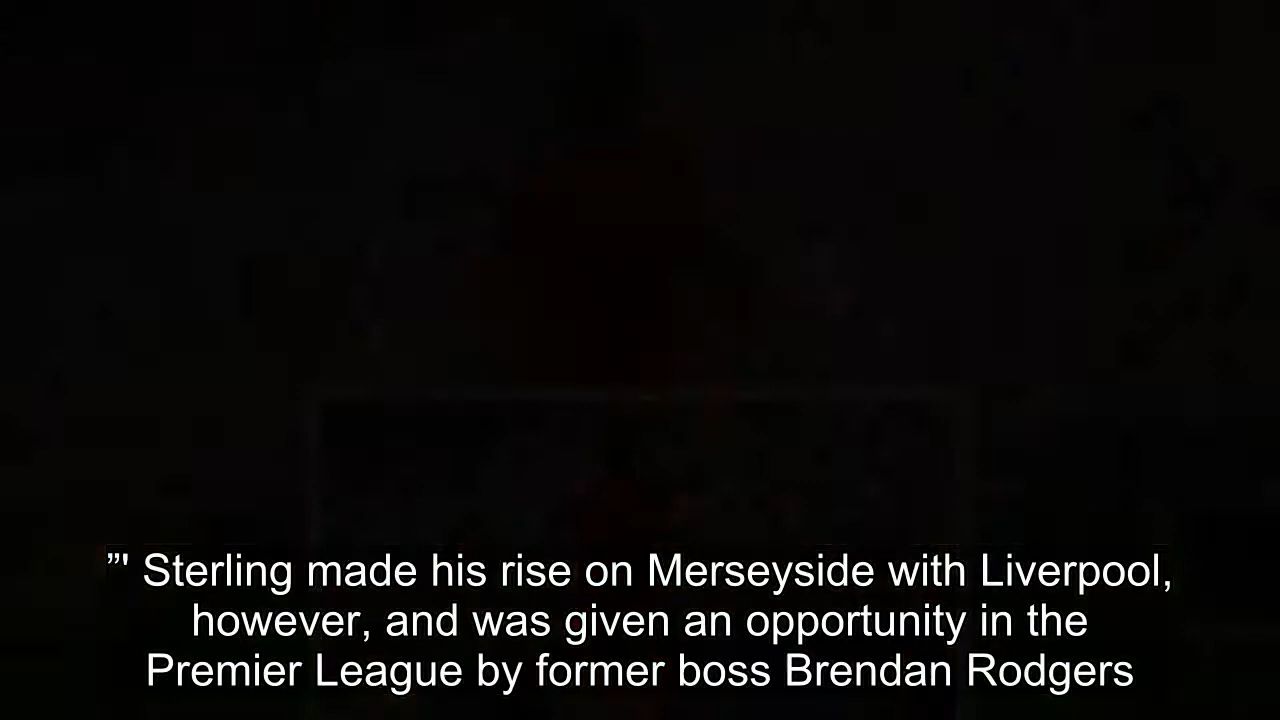 ”' Sterling made his rise on Merseyside with Liverpool,
however, and was given an opportunity in the
Premier League by former boss Brendan Rodgers